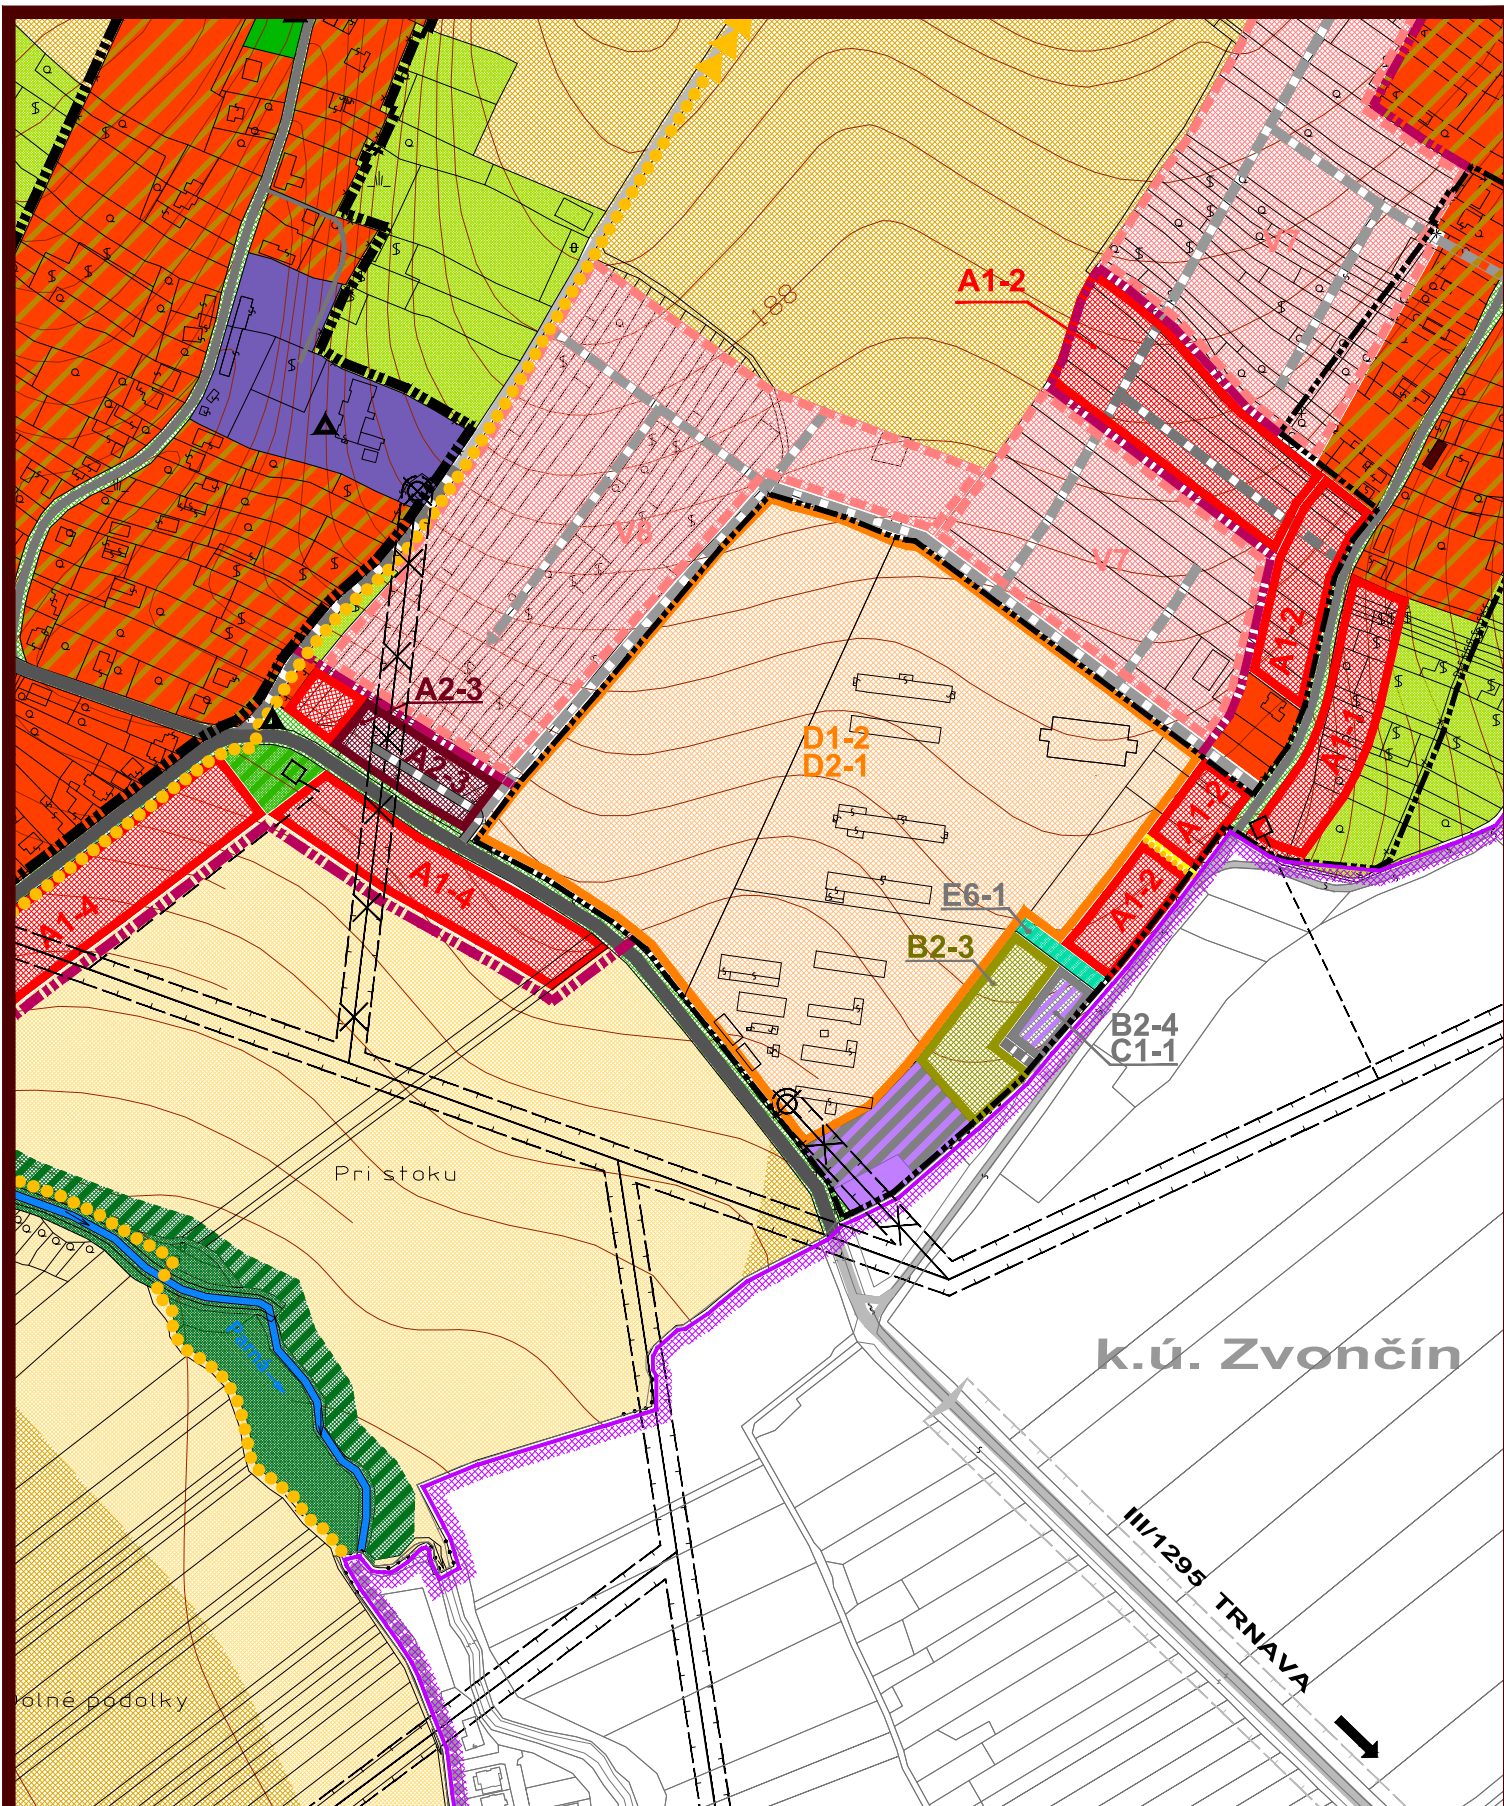 V7
188
A1-2
V8
V7
A1-2
A2-3
A1-1
D1-2
D2-1
A2-3
A1-2
A1-4
A1-2
E6-1
A1-4
B2-3
B2-4
C1-1
Pri stoku
Parná
k.ú. Zvončín
III/1295 TRNAVA
olné podolky